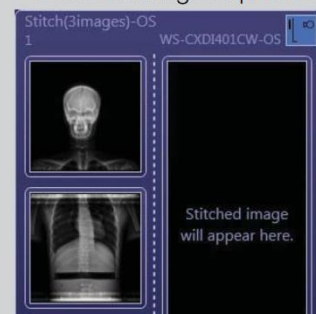 Stitch(3images)-OS
1
WS-CXDI401CW-OS
Stitched image
will appear here.